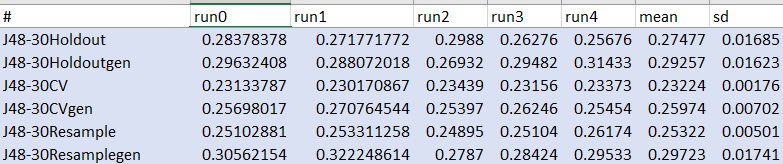 # run0 run1 run2 run3 run4 mean sd
J48-30Holdout 0.28378378 0.271771772 0.2988 0.26276 0.25676 0.27477 0.01685
J48-30Holdoutgen 0.29632408 0.288072018 0.26932 0.29482 0.31433 0.29257 0.01623
J48-30CV 0.23133787 0.230170867 0.23439 0.23156 0.23373 0.23224 0.00176
J48-30CVgen 0.25698017 0.270764544 0.25397 0.26246 0.25454 0.25974 0.00702
J48-30Resample 0.25102881 0.253311258 0.24895 0.25104 0.26174 0.25322 0.00501
J48-30Resamplegen 0.30562154 0.322248614 0.2787 0.28424 0.29533 0.29723 0.01741